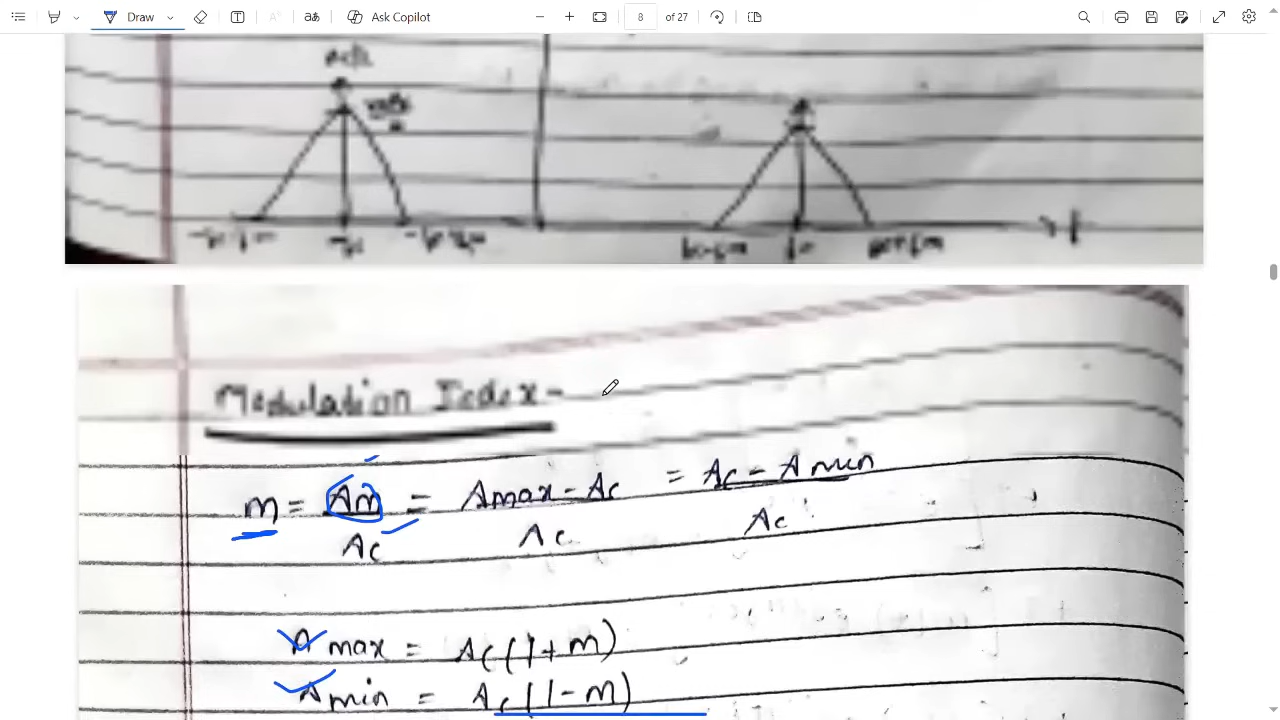 Draw
Ask Copilot
8 of 27
Modulation Index -
m = Am = Amax - Ac = Ac - Amin
Ac Ac Ac
Amax = Ac(1+m)
Amin = Ac(1-m)